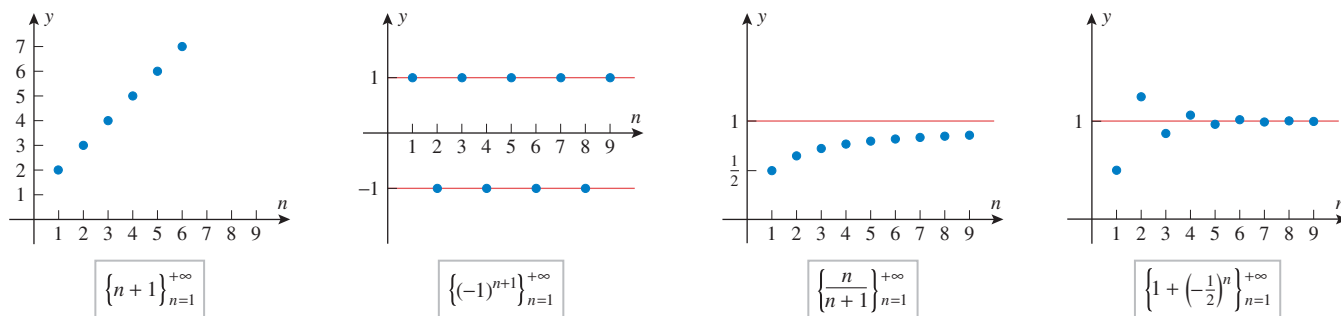 y
7
6
5
4
3
2
1
n
1 2 3 4 5 6 7 8 9
{n + 1}_{n=1}^{+∞}
y
1
n
1 2 3 4 5 6 7 8 9
−1
{(−1)^{n+1}}_{n=1}^{+∞}
y
1
1/2
n
1 2 3 4 5 6 7 8 9
{n/(n + 1)}_{n=1}^{+∞}
y
1
n
1 2 3 4 5 6 7 8 9
{1 + (−1/2)^n}_{n=1}^{+∞}